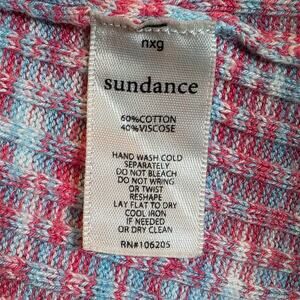 nxg
sundance
60%COTTON
40%VISCOSE
HAND WASH COLD
SEPARATELY
DO NOT BLEACH
DO NOT WRING
OR TWIST
RESHAPE
LAY FLAT TO DRY
COOL IRON
IF NEEDED
OR DRY CLEAN
RN#106205